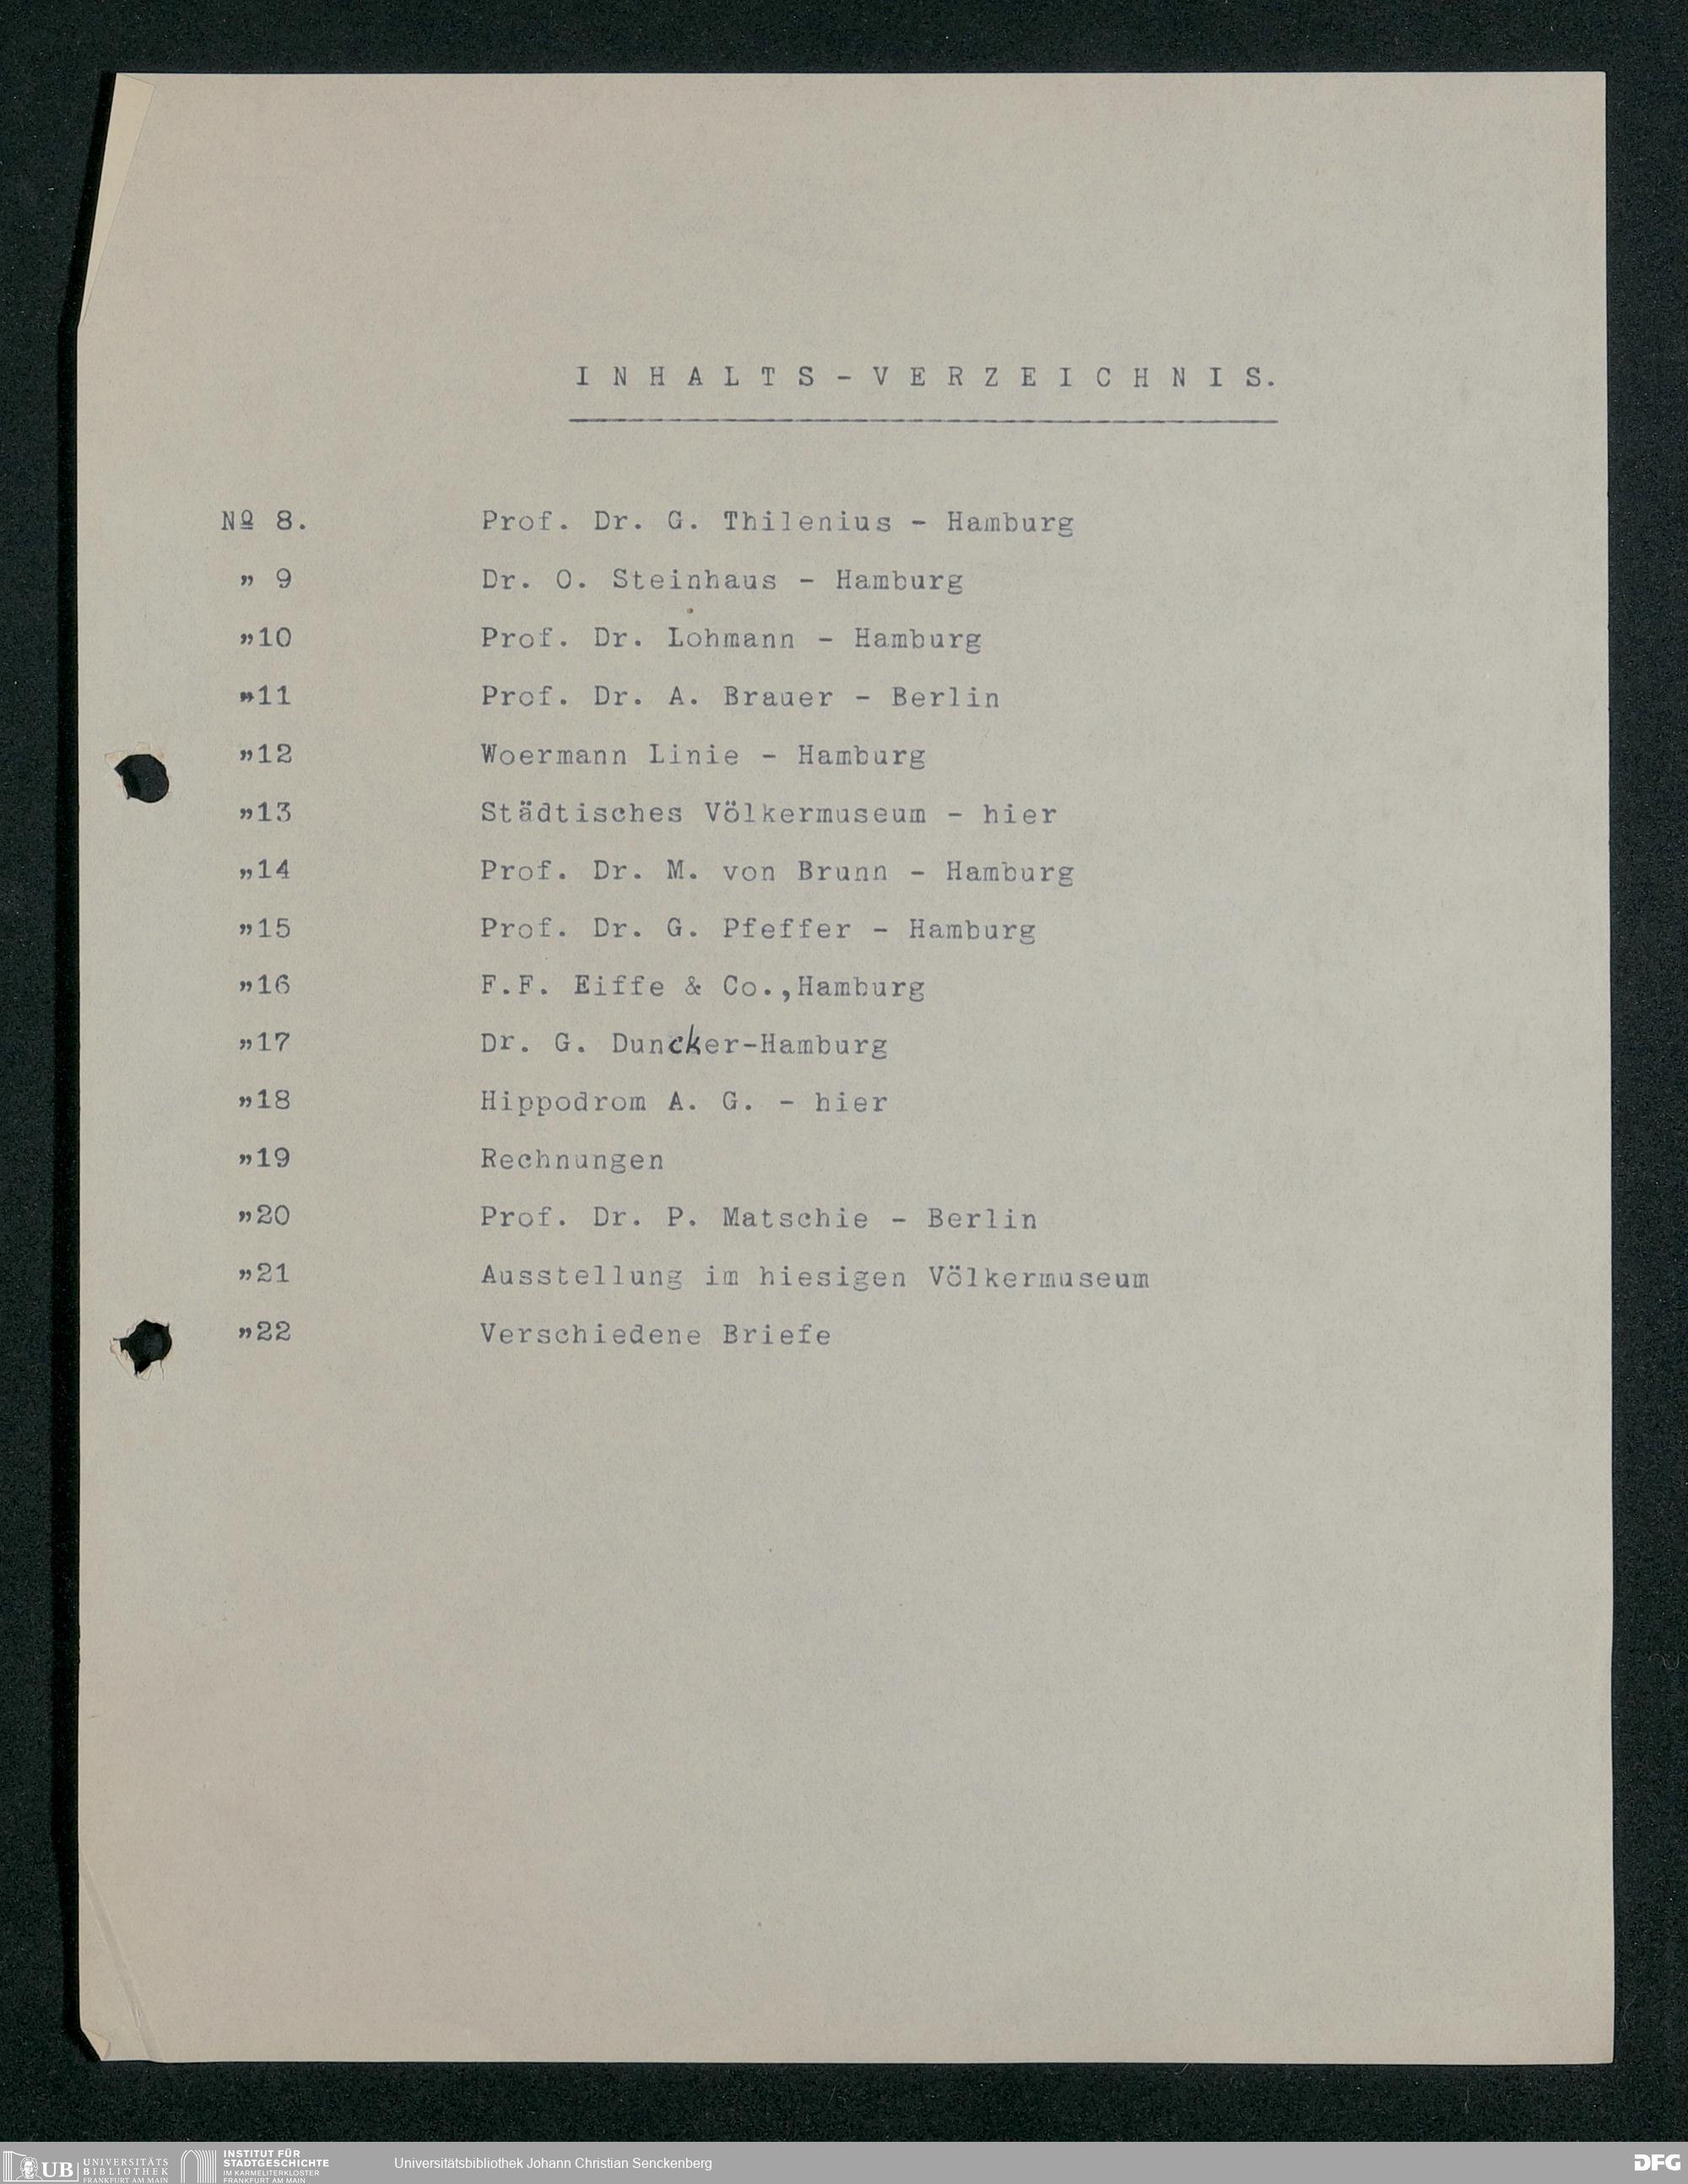 INHALTS-VERZEICHNIS.
Nº 8. Prof. Dr. G. Thilenius - Hamburg
" 9 Dr. O. Steinhaus - Hamburg
"10 Prof. Dr. Lohmann - Hamburg
"11 Prof. Dr. A. Brauer - Berlin
"12 Woermann Linie - Hamburg
"13 Städtisches Völkermuseum - hier
"14 Prof. Dr. M. von Brunn - Hamburg
"15 Prof. Dr. G. Pfeffer - Hamburg
"16 F.F. Eiffe & Co.,Hamburg
"17 Dr. G. Duncker-Hamburg
"18 Hippodrom A. G. - hier
"19 Rechnungen
"20 Prof. Dr. P. Matschie - Berlin
"21 Ausstellung im hiesigen Völkermuseum
"22 Verschiedene Briefe
UB UNIVERSITÄTS
BIBLIOTHEK
FRANKFURT AM MAIN
INSTITUT FÜR
STADTGESCHICHTE
IM KARMELITERKLOSTER
FRANKFURT AM MAIN
Universitätsbibliothek Johann Christian Senckenberg
DFG